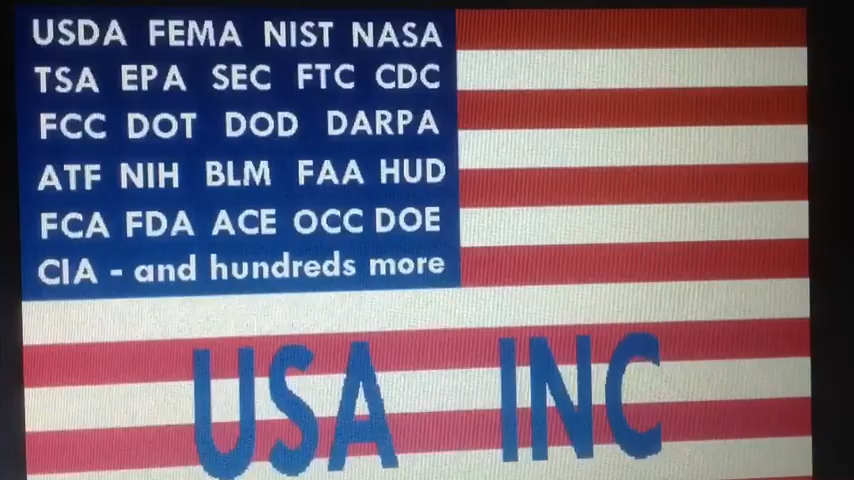 USDA FEMA NIST NASA
TSA EPA SEC FTC CDC
FCC DOT DOD DARPA
ATF NIH BLM FAA HUD
FCA FDA ACE OCC DOE
CIA - and hundreds more
USA INC